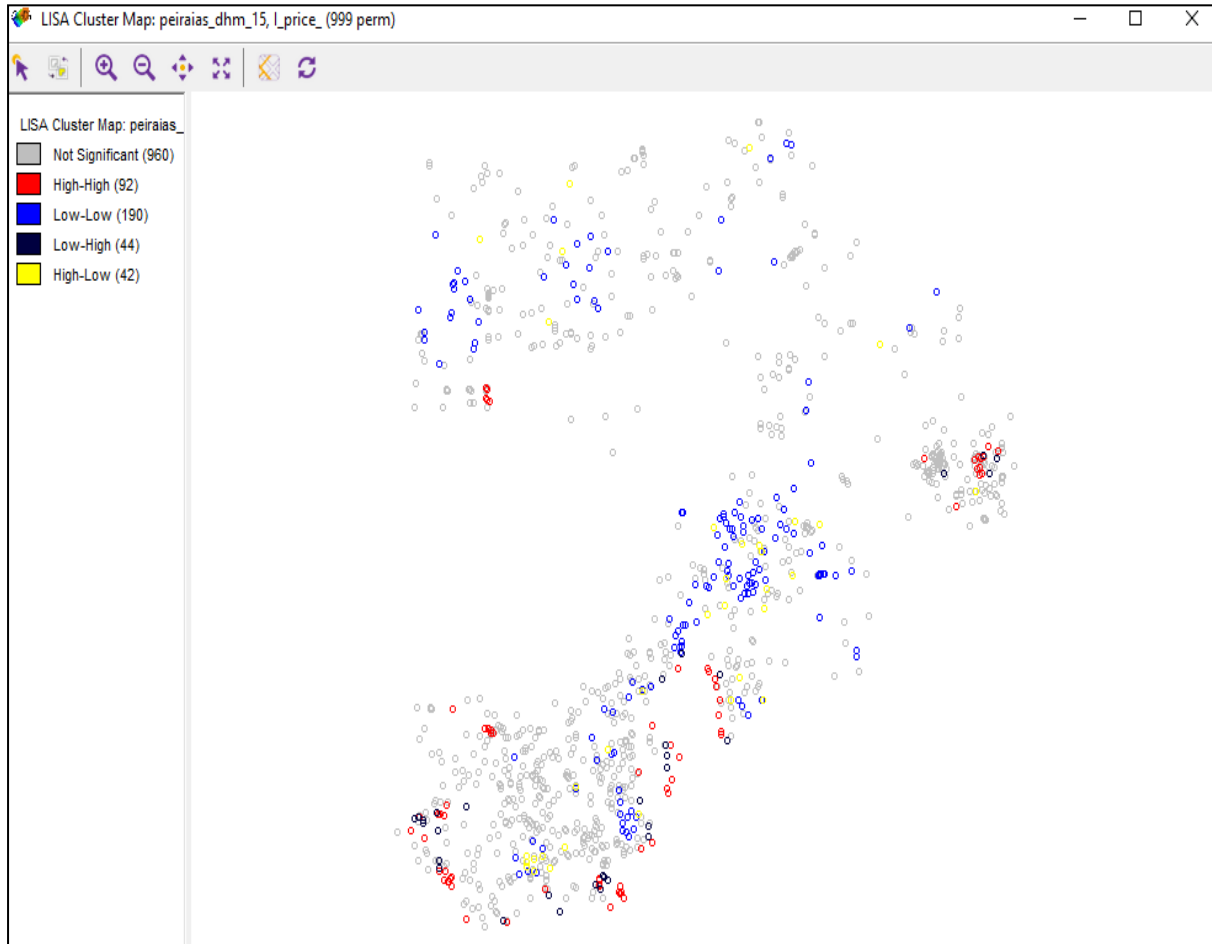 LISA Cluster Map: peiraias_dhm_15, I_price_ (999 perm)
LISA Cluster Map: peiraias_
Not Significant (960)
High-High (92)
Low-Low (190)
Low-High (44)
High-Low (42)